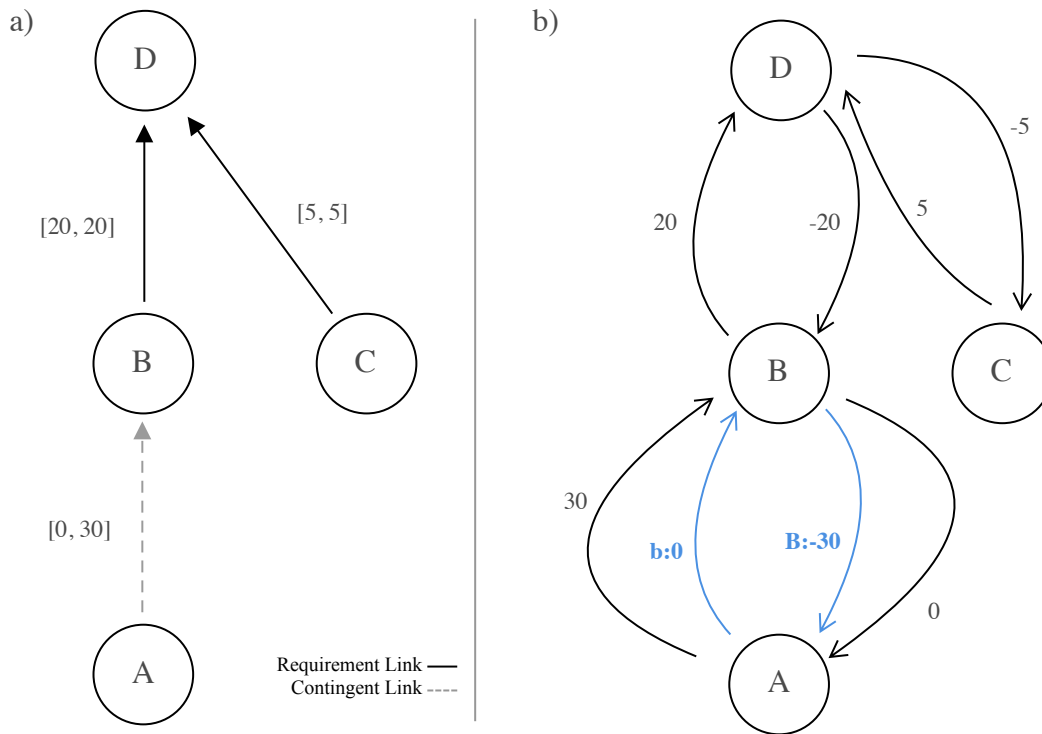 a)
D
[20, 20]
[5, 5]
B
C
[0, 30]
A
Requirement Link
Contingent Link
b)
D
-5
20
-20
5
B
C
30
b:0
B:-30
0
A